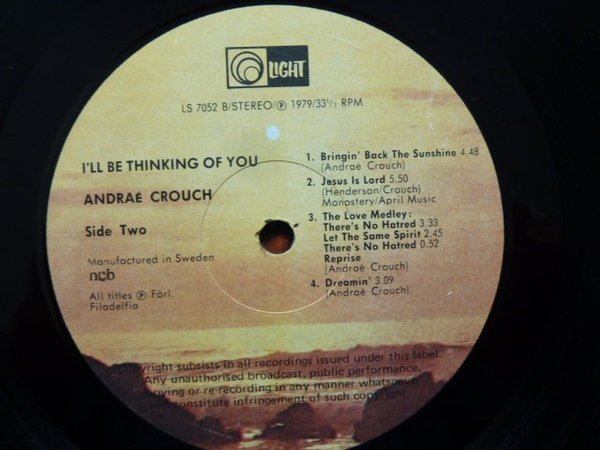 LIGHT
LS 7052 B/STEREO/Ⓟ 1979/33⅓ RPM
I'LL BE THINKING OF YOU
ANDRAÉ CROUCH
Side Two
Manufactured in Sweden
ncb
All titles Ⓟ Förl.
Filadelfia
1. Bringin' Back The Sunshine 4.48
(Andraé Crouch)
2. Jesus Is Lord 5.50
(Henderson/Crouch)
Monastery/April Music
3. The Love Medley:
There's No Hatred 3.33
Let The Same Spirit 2.45
There's No Hatred 0.52
Reprise
(Andraé Crouch)
4. Dreamin' 3.09
(Andraé Crouch)
Copyright subsists in all recordings issued under this label.
Any unauthorised broadcast, public performance,
copying or re-recording in any manner whatsoever
constitute infringement of such copyright.